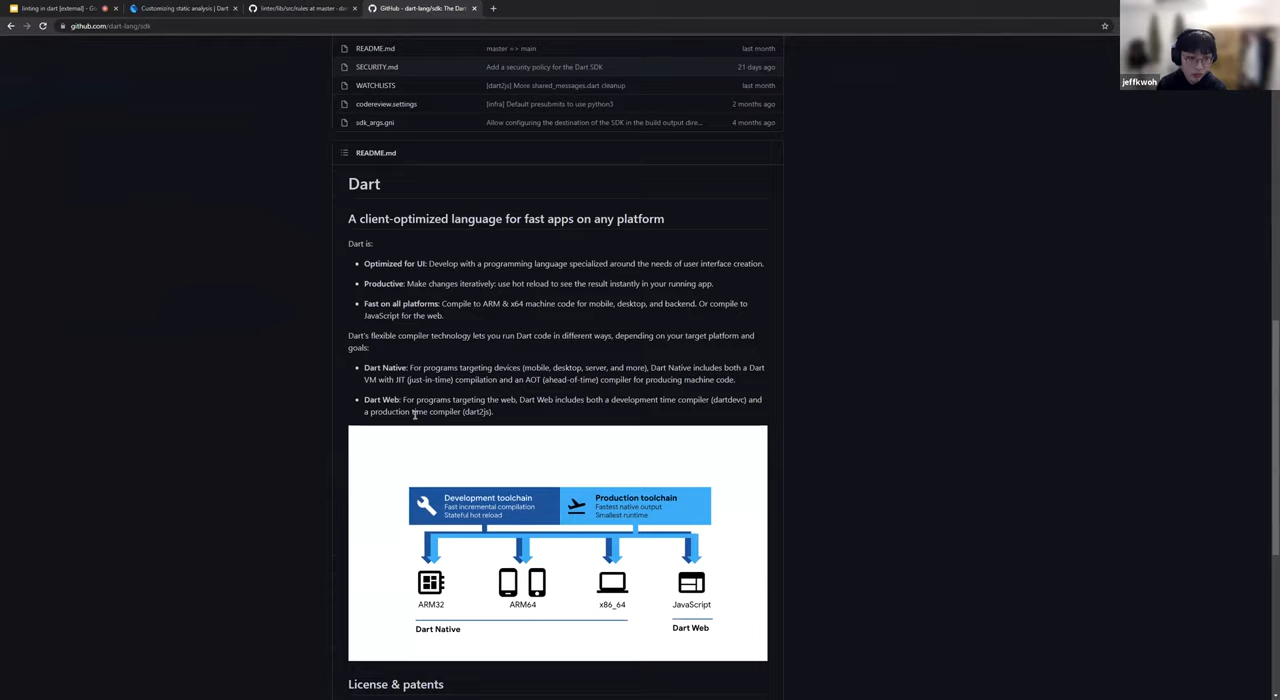 linting in dart [external] - Go
Customizing static analysis | Dart
linter/lib/src/rules at master · dar
GitHub - dart-lang/sdk: The Dart
github.com/dart-lang/sdk
jeffkwoh
README.md master => main last month
SECURITY.md Add a security policy for the Dart SDK 21 days ago
WATCHLISTS [dart2js] More shared_messages.dart cleanup last month
codereview.settings [infra] Default presubmits to use python3 2 months ago
sdk_args.gni Allow configuring the destination of the SDK in the build output dire... 4 months ago
README.md
Dart
A client-optimized language for fast apps on any platform
Dart is:
• Optimized for UI: Develop with a programming language specialized around the needs of user interface creation.
• Productive: Make changes iteratively: use hot reload to see the result instantly in your running app.
• Fast on all platforms: Compile to ARM & x64 machine code for mobile, desktop, and backend. Or compile to
JavaScript for the web.
Dart's flexible compiler technology lets you run Dart code in different ways, depending on your target platform and
goals:
• Dart Native: For programs targeting devices (mobile, desktop, server, and more), Dart Native includes both a Dart
VM with JIT (just-in-time) compilation and an AOT (ahead-of-time) compiler for producing machine code.
• Dart Web: For programs targeting the web, Dart Web includes both a development time compiler (dartdevc) and
a production time compiler (dart2js).
Development toolchain
Fast incremental compilation
Stateful hot reload
Production toolchain
Fastest native output
Smallest runtime
ARM32 ARM64 x86_64 JavaScript
Dart Native Dart Web
License & patents